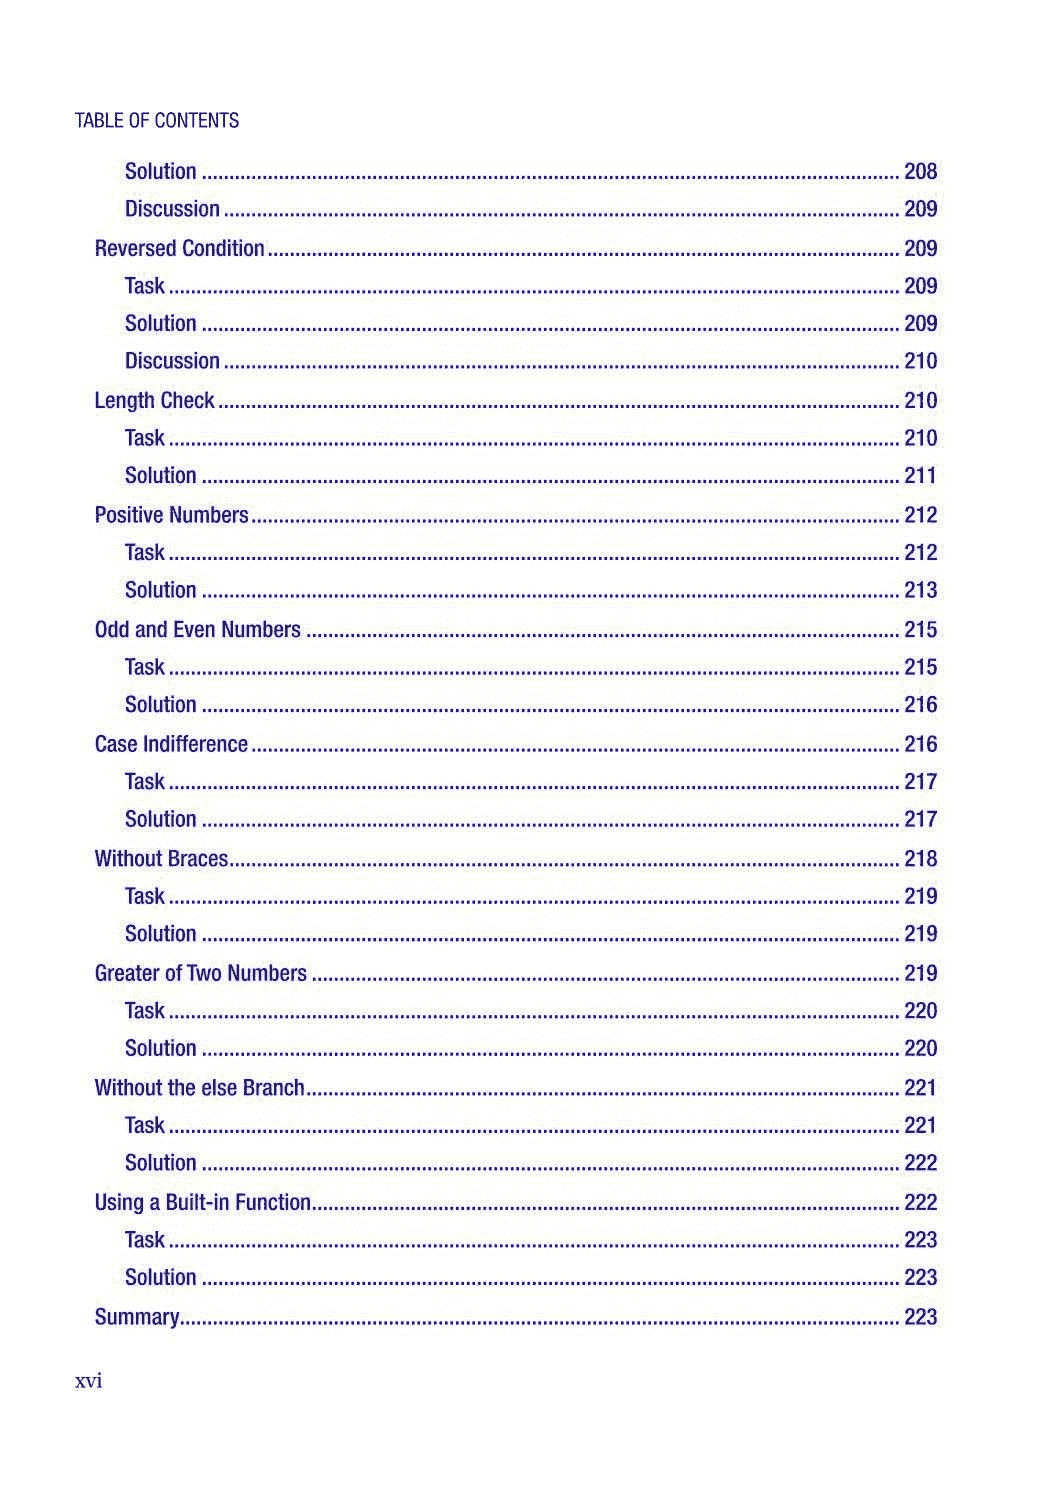 TABLE OF CONTENTS
Solution ........ 208
Discussion ........ 209
Reversed Condition ........ 209
Task ........ 209
Solution ........ 209
Discussion ........ 210
Length Check ........ 210
Task ........ 210
Solution ........ 211
Positive Numbers ........ 212
Task ........ 212
Solution ........ 213
Odd and Even Numbers ........ 215
Task ........ 215
Solution ........ 216
Case Indifference ........ 216
Task ........ 217
Solution ........ 217
Without Braces ........ 218
Task ........ 219
Solution ........ 219
Greater of Two Numbers ........ 219
Task ........ 220
Solution ........ 220
Without the else Branch ........ 221
Task ........ 221
Solution ........ 222
Using a Built-in Function ........ 222
Task ........ 223
Solution ........ 223
Summary ........ 223
xvi